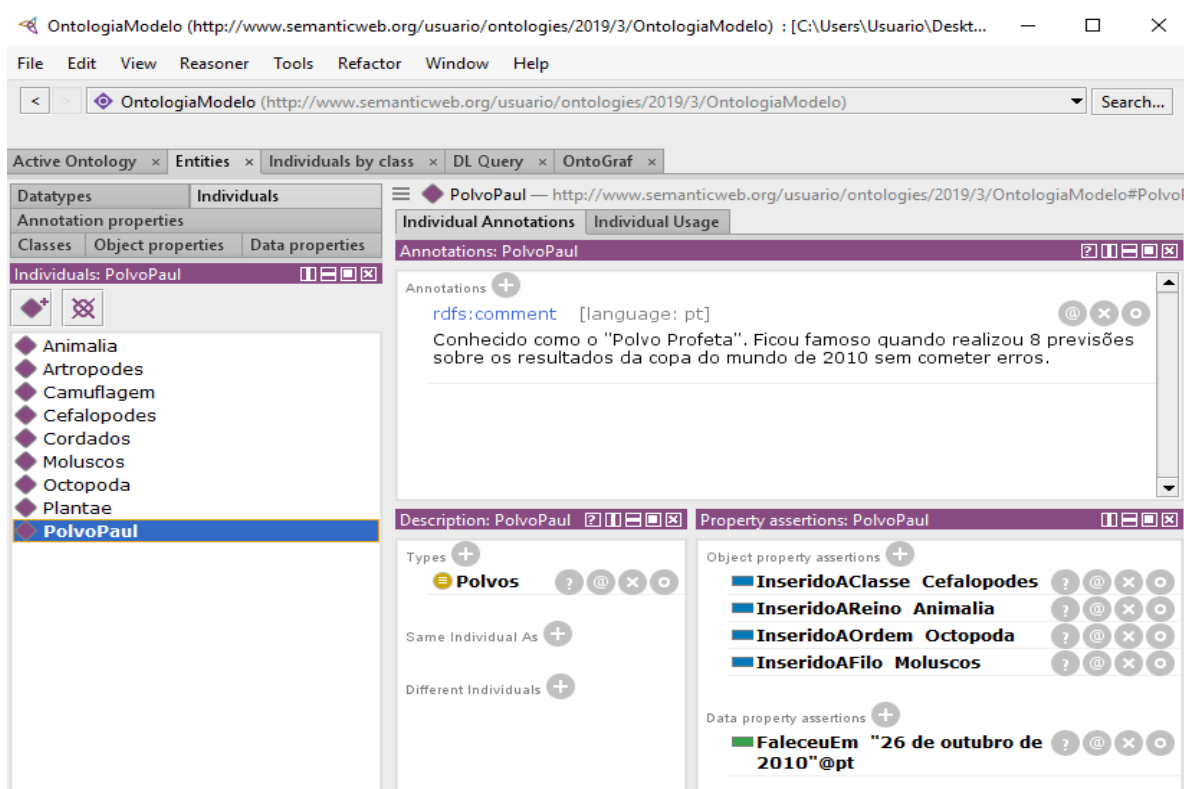 OntologiaModelo (http://www.semanticweb.org/usuario/ontologies/2019/3/OntologiaModelo) : [C:\Users\Usuario\Deskt...
File Edit View Reasoner Tools Refactor Window Help
< > OntologiaModelo (http://www.semanticweb.org/usuario/ontologies/2019/3/OntologiaModelo) Search...
Active Ontology × Entities × Individuals by class × DL Query × OntoGraf ×
Datatypes Individuals
Annotation properties
Classes Object properties Data properties
Individuals: PolvoPaul
Animalia
Artropodes
Camuflagem
Cefalopodes
Cordados
Moluscos
Octopoda
Plantae
PolvoPaul
PolvoPaul — http://www.semanticweb.org/usuario/ontologies/2019/3/OntologiaModelo#PolvoP
Individual Annotations Individual Usage
Annotations: PolvoPaul
Annotations
rdfs:comment [language: pt]
Conhecido como o "Polvo Profeta". Ficou famoso quando realizou 8 previsões
sobre os resultados da copa do mundo de 2010 sem cometer erros.
Description: PolvoPaul
Types
Polvos
Same Individual As
Different Individuals
Property assertions: PolvoPaul
Object property assertions
InseridoAClasse Cefalopodes
InseridoAReino Animalia
InseridoAOrdem Octopoda
InseridoAFilo Moluscos
Data property assertions
FaleceuEm "26 de outubro de
2010"@pt